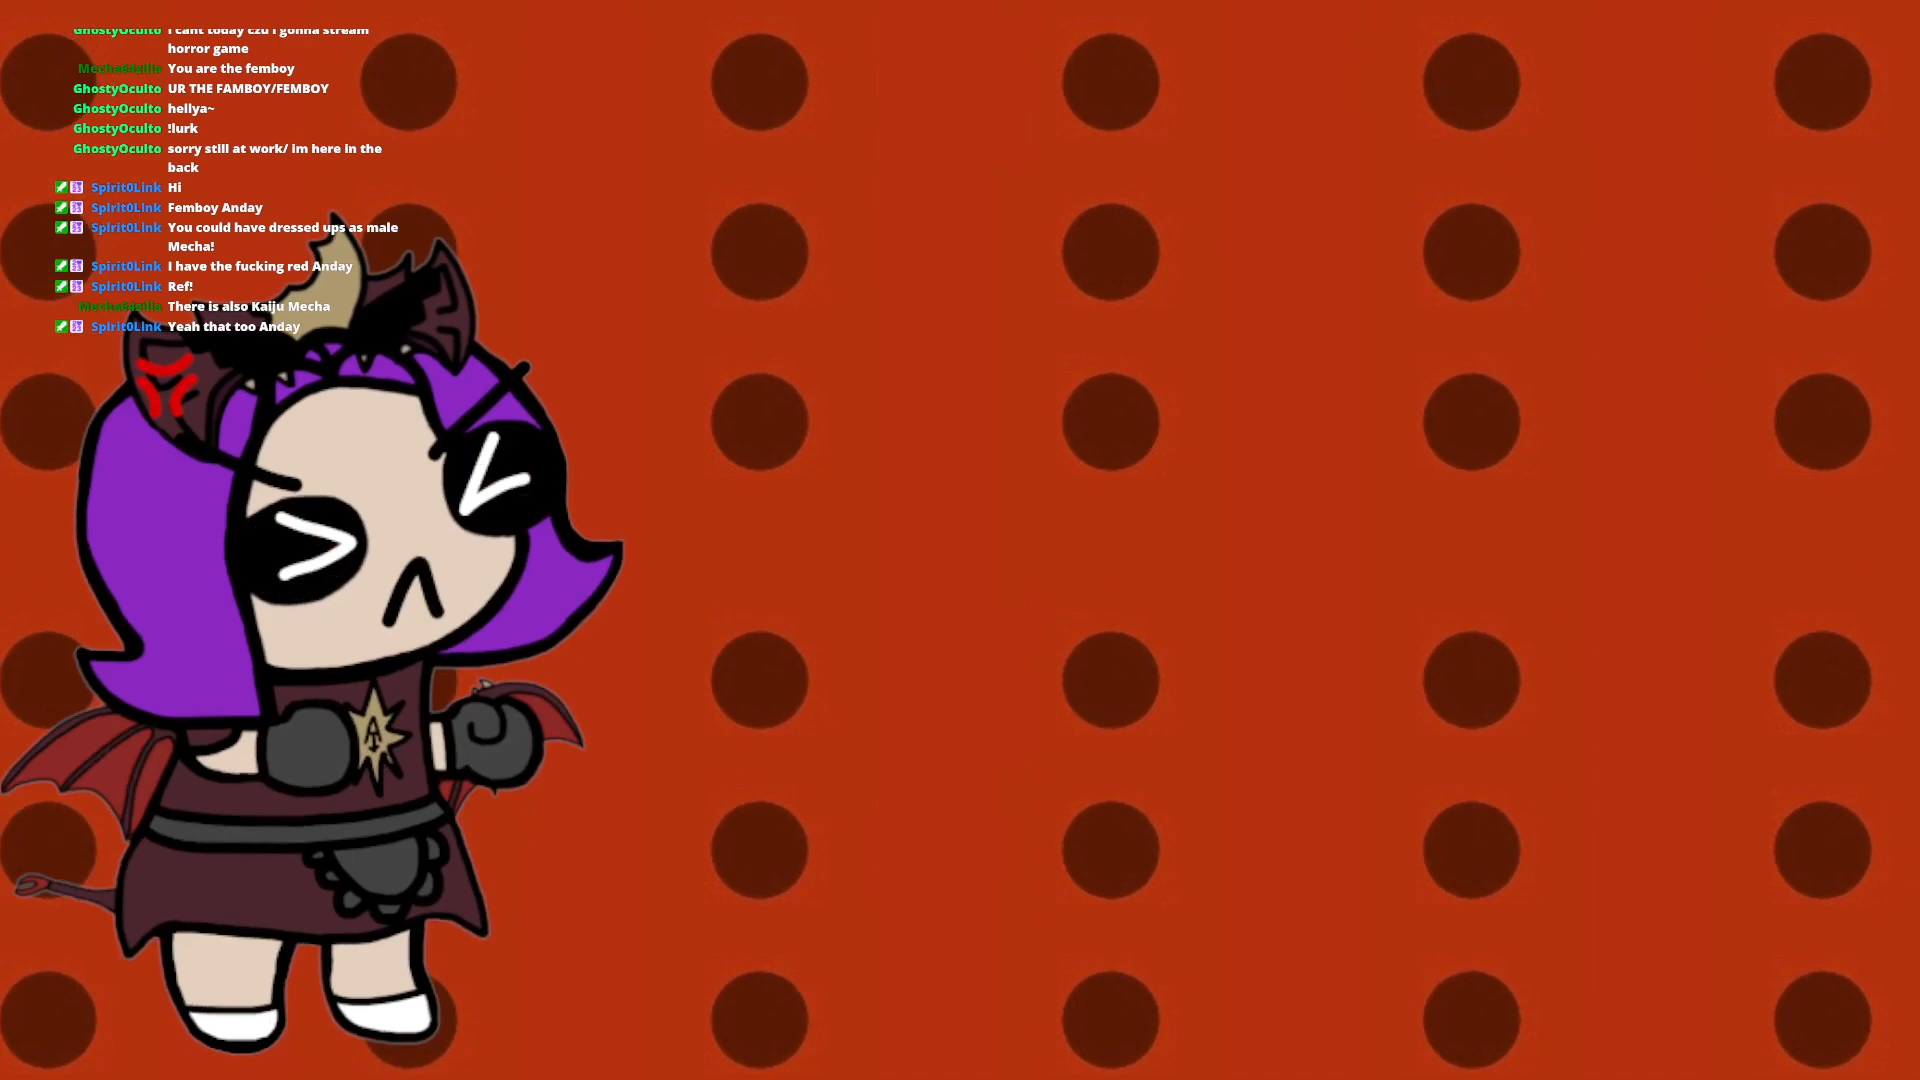 GhostyOculto i cant today czu i gonna stream
horror game
You are the femboy
GhostyOculto UR THE FAMBOY/FEMBOY
GhostyOculto hellya~
GhostyOculto !lurk
GhostyOculto sorry still at work/ im here in the
back
Spirit0Link Hi
Spirit0Link Femboy Anday
Spirit0Link You could have dressed ups as male
Mecha!
Spirit0Link I have the fucking red Anday
Spirit0Link Ref!
There is also Kaiju Mecha
Spirit0Link Yeah that too Anday